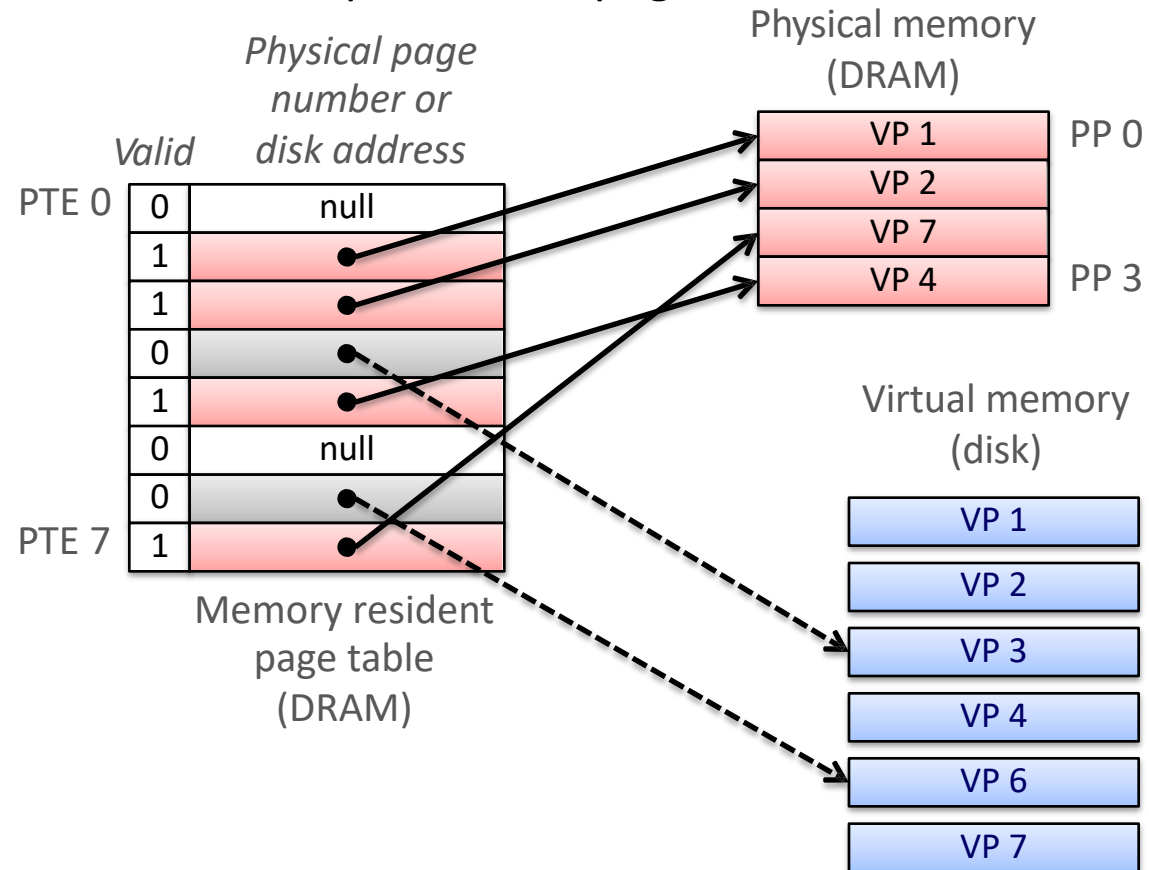 Physical page
number or
disk address
Valid
PTE 0
0
null
1
1
0
1
0
null
0
PTE 7
1
Memory resident
page table
(DRAM)
Physical memory
(DRAM)
VP 1
PP 0
VP 2
VP 7
VP 4
PP 3
Virtual memory
(disk)
VP 1
VP 2
VP 3
VP 4
VP 6
VP 7